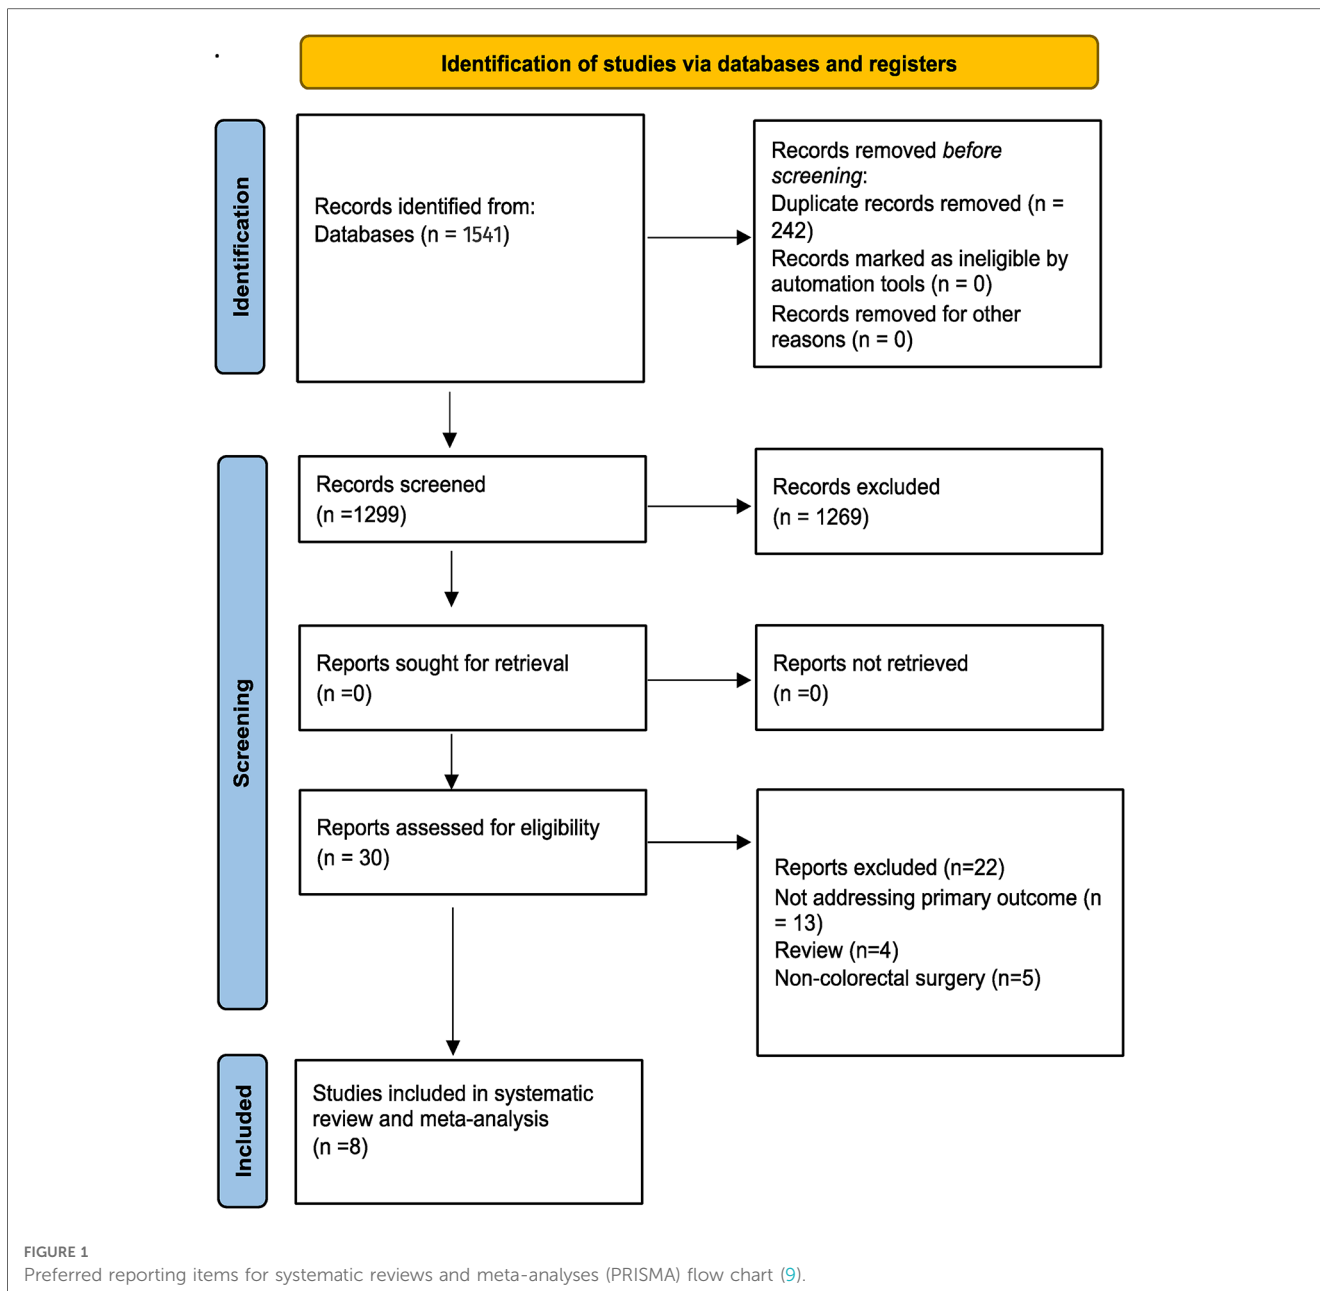 Identification of studies via databases and registers
Identification
Records identified from:
Databases (n = 1541)
Records removed before
screening:
Duplicate records removed (n =
242)
Records marked as ineligible by
automation tools (n = 0)
Records removed for other
reasons (n = 0)
Screening
Records screened
(n =1299)
Records excluded
(n = 1269)
Reports sought for retrieval
(n =0)
Reports not retrieved
(n =0)
Reports assessed for eligibility
(n = 30)
Reports excluded (n=22)
Not addressing primary outcome (n
= 13)
Review (n=4)
Non-colorectal surgery (n=5)
Included
Studies included in systematic
review and meta-analysis
(n =8)
FIGURE 1
Preferred reporting items for systematic reviews and meta-analyses (PRISMA) flow chart (9).